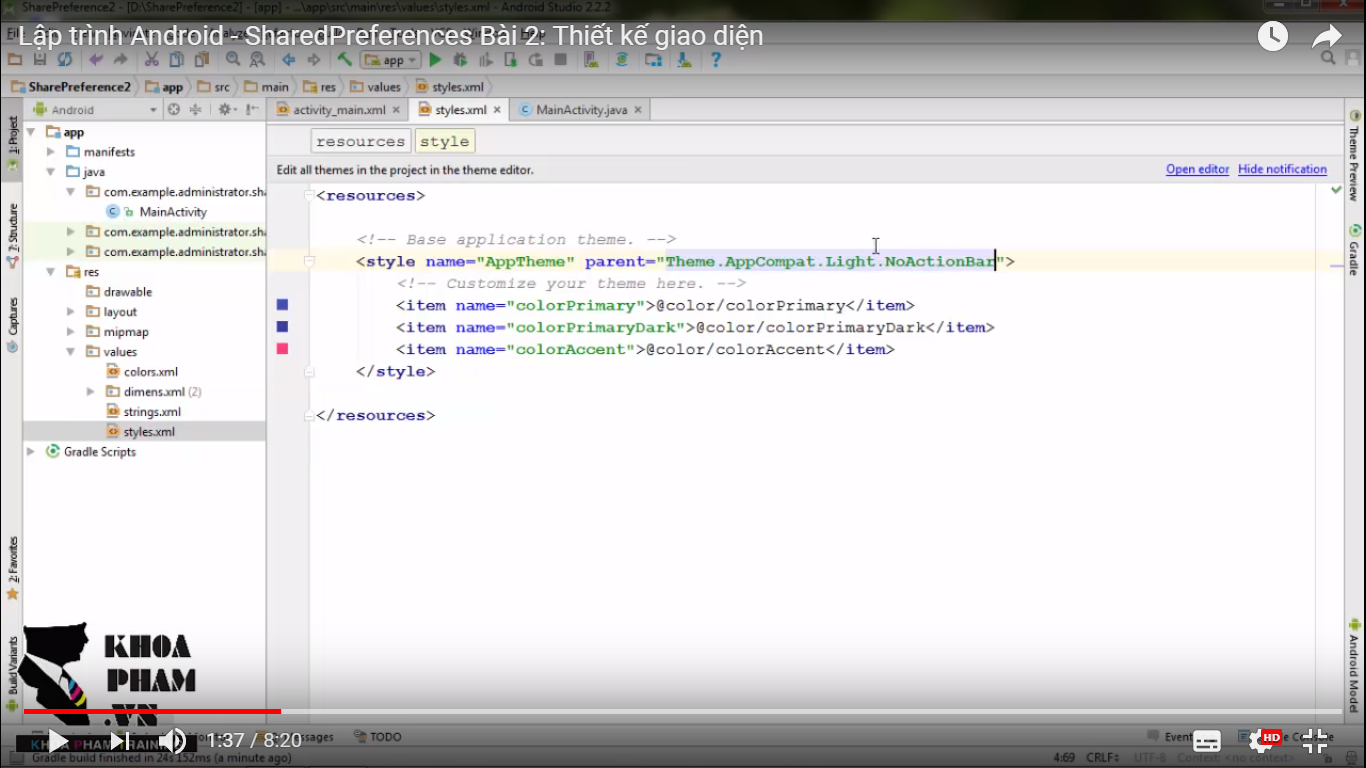 SharePreference2 - [D:\SharePreference2] - [app] - ...\app\src\main\res\values\styles.xml - Android Studio 2.2.2
Lập trình Android - SharedPreferences Bài 2: Thiết kế giao diện
app
SharePreference2 app src main res values styles.xml
Android activity_main.xml styles.xml MainActivity.java
1: Project
2: Structure
Captures
2: Favorites
Build Variants
app
manifests
java
com.example.administrator.sha
MainActivity
com.example.administrator.sha
com.example.administrator.sha
res
drawable
layout
mipmap
values
colors.xml
dimens.xml (2)
strings.xml
styles.xml
Gradle Scripts
resources style
Edit all themes in the project in the theme editor. Open editor Hide notification
<resources>
<!-- Base application theme. -->
<style name="AppTheme" parent="Theme.AppCompat.Light.NoActionBar">
<!-- Customize your theme here. -->
<item name="colorPrimary">@color/colorPrimary</item>
<item name="colorPrimaryDark">@color/colorPrimaryDark</item>
<item name="colorAccent">@color/colorAccent</item>
</style>
</resources>
Theme Preview
Gradle
Android Model
KHOA
PHAM
.VN
KHOA PHAM TRAINING
1:37 / 8:20
TODO
HD
Gradle build finished in 24s 152ms (a minute ago) 4:69 CRLF÷ UTF-8 Context: <no context>